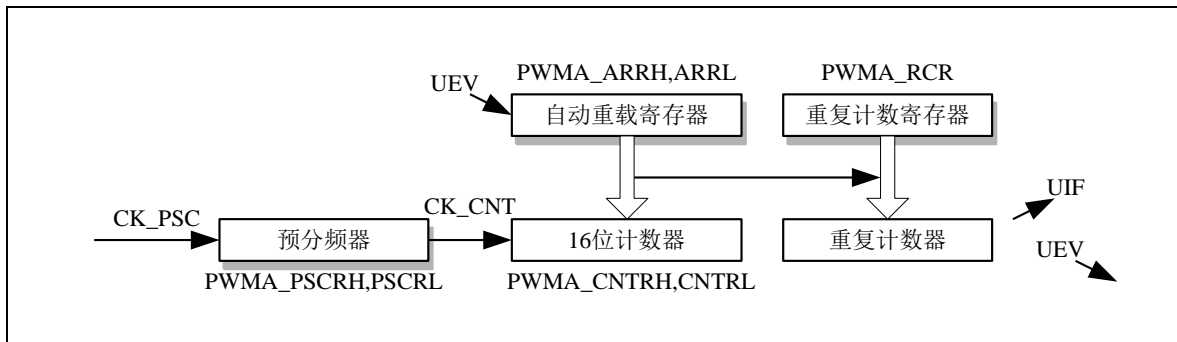 PWMA_ARRH,ARRL
PWMA_RCR
UEV
自动重载寄存器
重复计数寄存器
UIF
CK_PSC
CK_CNT
预分频器
16位计数器
重复计数器
UEV
PWMA_PSCRH,PSCRL
PWMA_CNTRH,CNTRL